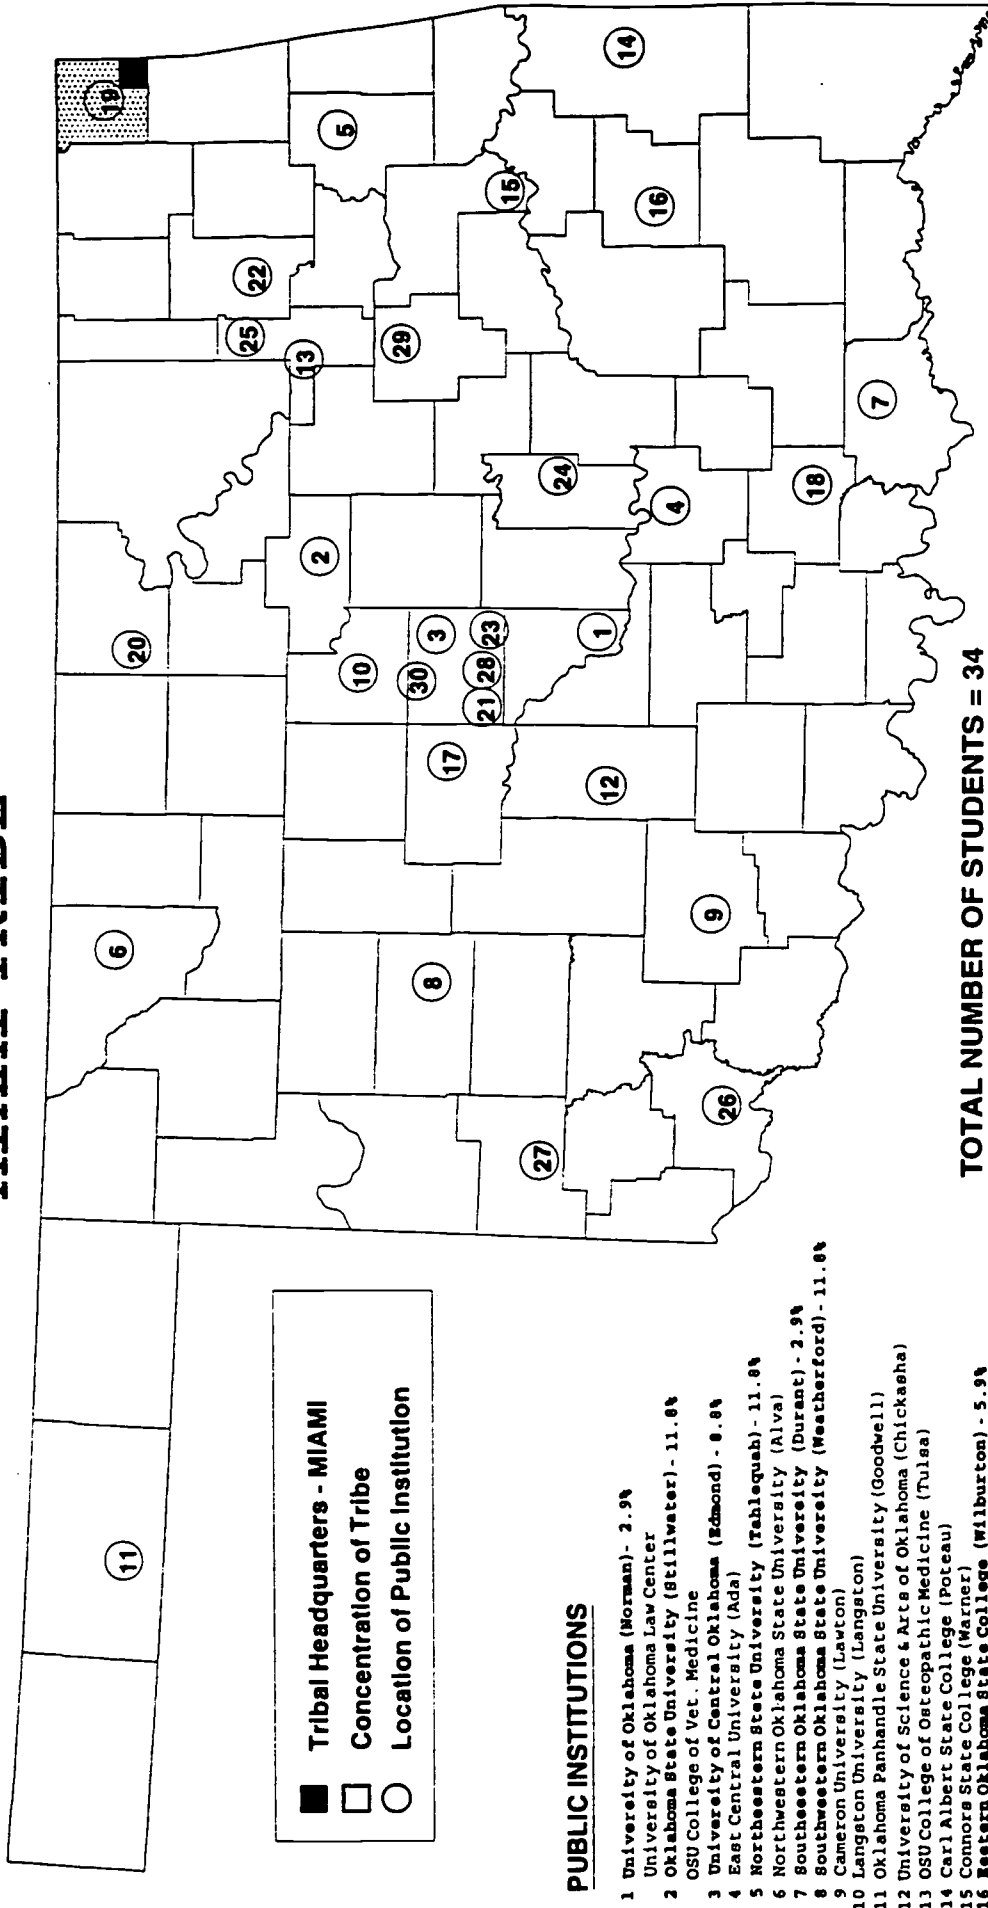 Tribal Headquarters - MIAMI
Concentration of Tribe
Location of Public Institution
11
6
20
19
22
25
13
5
29
2
10
3
30
23
28
21
17
8
27
26
9
12
1
4
24
15
14
16
18
7
PUBLIC INSTITUTIONS
1 University of Oklahoma (Norman) - 2.9%
University of Oklahoma Law Center
2 Oklahoma State University (Stillwater) - 11.8%
OSU College of Vet. Medicine
3 University of Central Oklahoma (Edmond) - 8.8%
4 East Central University (Ada)
5 Northeastern State University (Tahlequah) - 11.8%
6 Northwestern Oklahoma State University (Alva)
7 Southeastern Oklahoma State University (Durant) - 2.9%
8 Southwestern Oklahoma State University (Weatherford) - 11.8%
9 Cameron University (Lawton)
10 Langston University (Langston)
11 Oklahoma Panhandle State University (Goodwell)
12 University of Science & Arts of Oklahoma (Chickasha)
13 OSU College of Osteopathic Medicine (Tulsa)
14 Carl Albert State College (Poteau)
15 Connors State College (Warner)
16 Eastern Oklahoma State College (Wilburton) - 5.9%
TOTAL NUMBER OF STUDENTS = 34